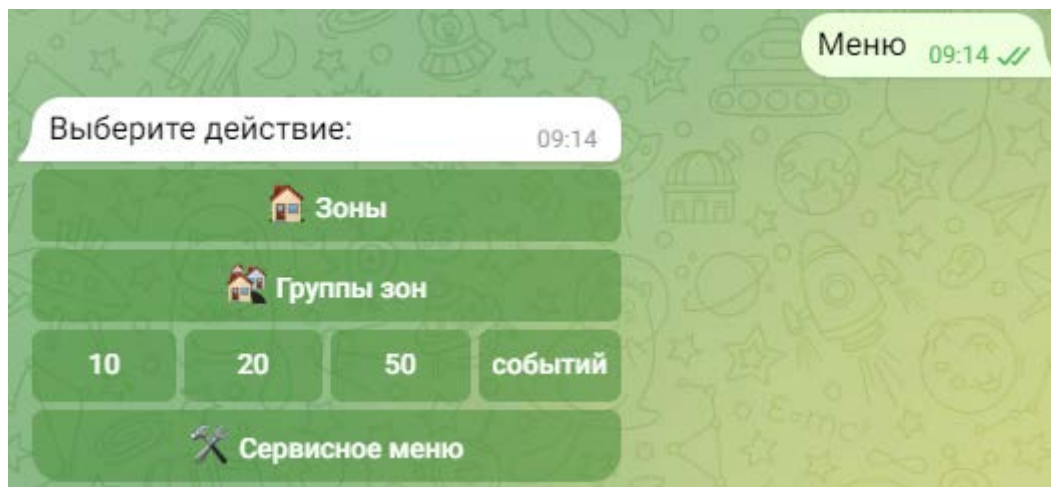 Меню 09:14
Выберите действие: 09:14
Зоны
Группы зон
10 20 50 событий
Сервисное меню